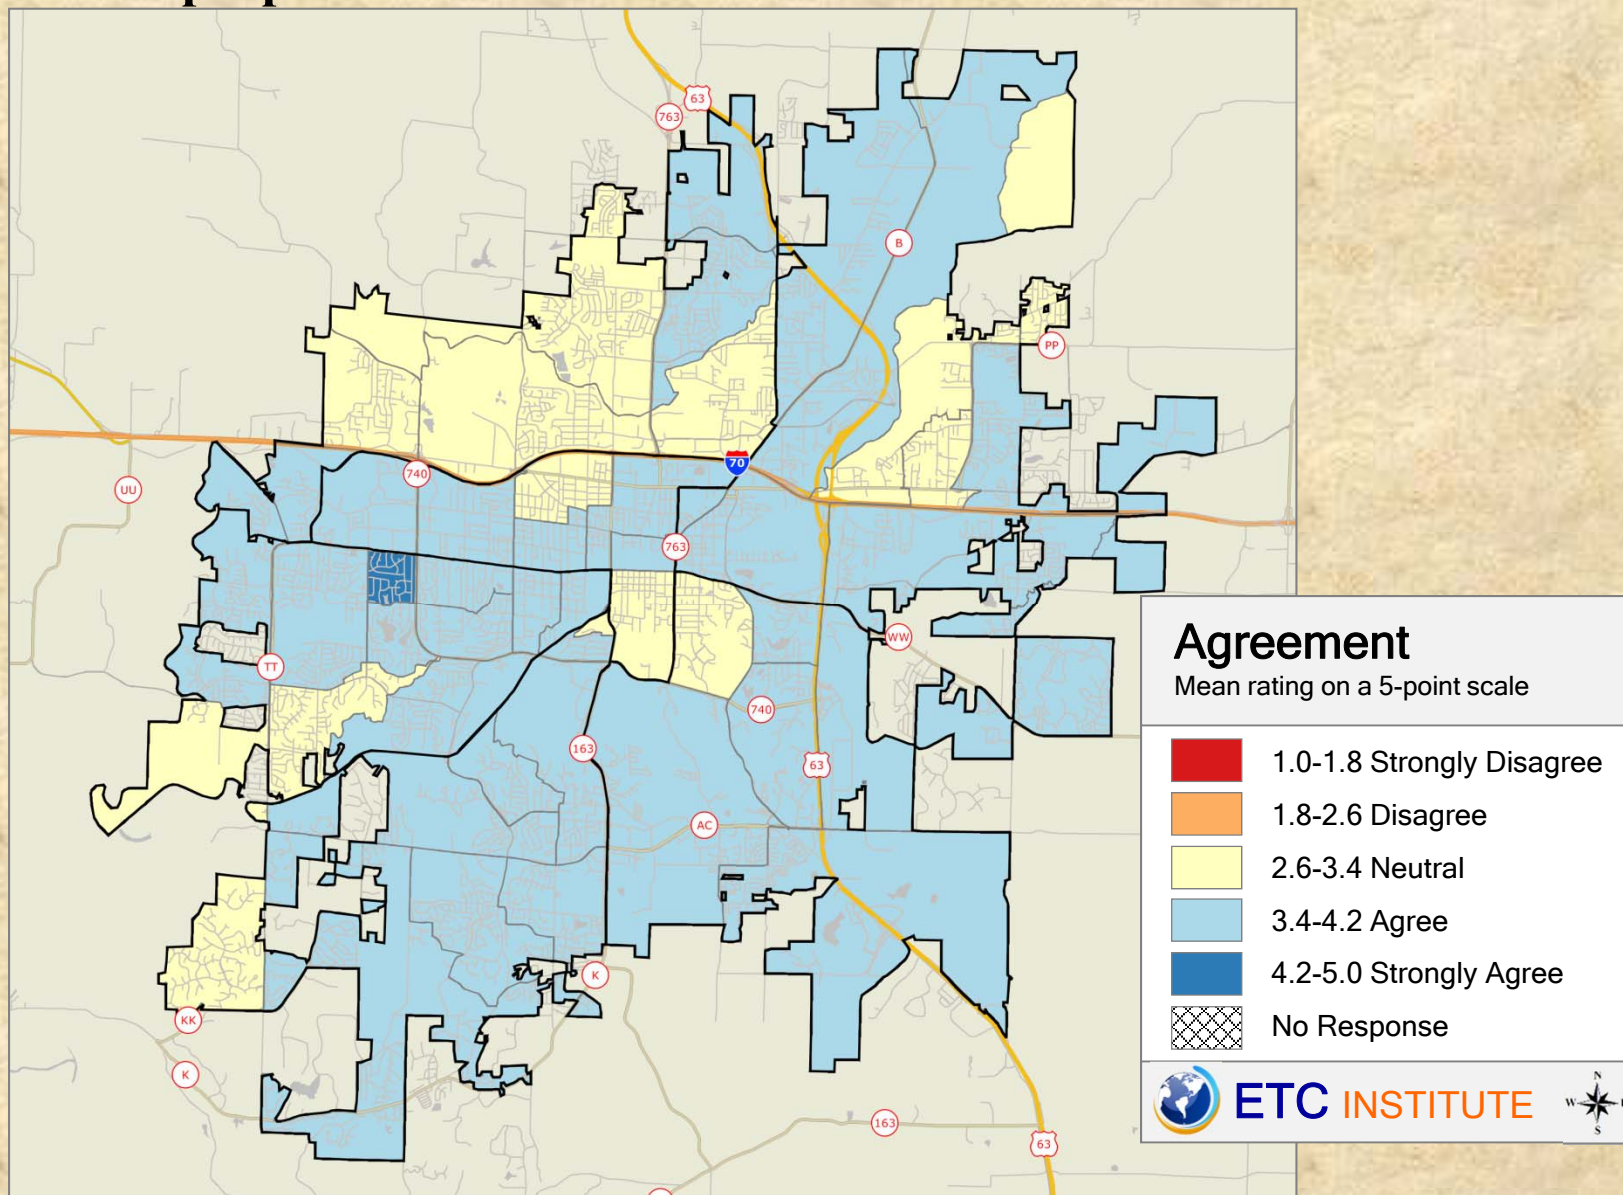 63
763
B
PP
70
740
UU
763
WW
TT
740
163
63
AC
K
KK
K
163
63
Agreement
Mean rating on a 5-point scale
1.0-1.8 Strongly Disagree
1.8-2.6 Disagree
2.6-3.4 Neutral
3.4-4.2 Agree
4.2-5.0 Strongly Agree
No Response
ETC INSTITUTE
N
W
S